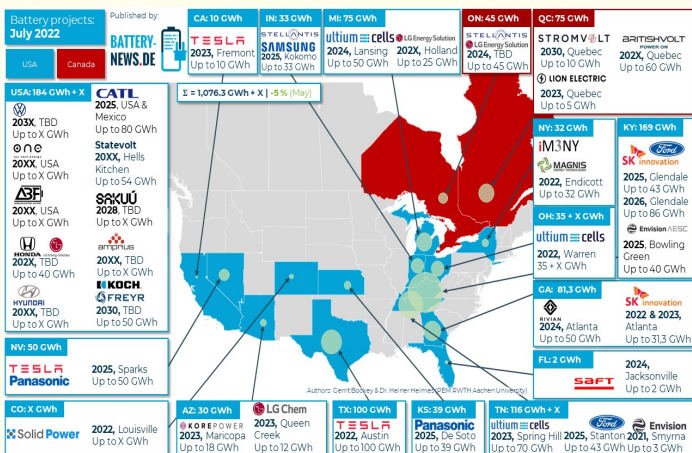 Battery projects:
July 2022
USA
Canada
Published by:
BATTERY-
NEWS.DE
CA: 10 GWh
TESLA
2023, Fremont
Up to 10 GWh
IN: 33 GWh
STELLANTIS
SAMSUNG
2025, Kokomo
Up to 33 GWh
MI: 75 GWh
ultium cells
2024, Lansing
Up to 50 GWh
LG Energy Solution
202X, Holland
Up to 25 GWh
ON: 45 GWh
STELLANTIS
LG Energy Solution
2024, TBD
Up to 45 GWh
QC: 75 GWh
STROMVOLT
2030, Quebec
Up to 10 GWh
LION ELECTRIC
2023, Quebec
Up to 5 GWh
BRITISHVOLT
POWER ON
202X, Quebec
Up to 60 GWh
Σ = 1,076.3 GWh + X | -5 % (May)
USA: 184 GWh + X
203X, TBD
Up to X GWh
one
20XX, USA
Up to X GWh
ABF
20XX, USA
Up to X GWh
HONDA LG Energy Solution
202X, TBD
Up to 40 GWh
HYUNDAI
20XX, TBD
Up to X GWh
CATL
2025, USA &
Mexico
Up to 80 GWh
Statevolt
20XX, Hells
Kitchen
Up to 54 GWh
SAKUU
2028, TBD
Up to X GWh
amprius
20XX, TBD
Up to X GWh
KOCH
FREYR
2030, TBD
Up to 50 GWh
NY: 32 GWh
iM3NY
MAGNIS
2022, Endicott
Up to 32 GWh
KY: 169 GWh
SK innovation
Ford
2025, Glendale
Up to 43 GWh
2026, Glendale
Up to 86 GWh
Envision AESC
2025, Bowling
Green
Up to 40 GWh
OH: 35 + X GWh
ultium cells
2022, Warren
35 + X GWh
GA: 81,3 GWh
RIVIAN
2024, Atlanta
Up to 50 GWh
SK innovation
2022 & 2023,
Atlanta
Up to 31,3 GWh
FL: 2 GWh
SAFT
2024,
Jacksonville
Up to 2 GWh
NV: 50 GWh
TESLA
Panasonic
2025, Sparks
Up to 50 GWh
Authors: Gerrit Bockey & Dr. Heiner Heimes (PEM RWTH Aachen University)
CO: X GWh
Solid Power
2022, Louisville
Up to X GWh
AZ: 30 GWh
KOREPOWER
2023, Maricopa
Up to 18 GWh
LG Chem
2023, Queen
Creek
Up to 12 GWh
TX: 100 GWh
TESLA
2022, Austin
Up to 100 GWh
KS: 39 GWh
Panasonic
2025, De Soto
Up to 39 GWh
TN: 116 GWh + X
ultium cells
2023, Spring Hill
Up to 70 GWh
Ford
2025, Stanton
Up to 43 GWh
Envision
2021, Smyrna
Up to 3 GWh